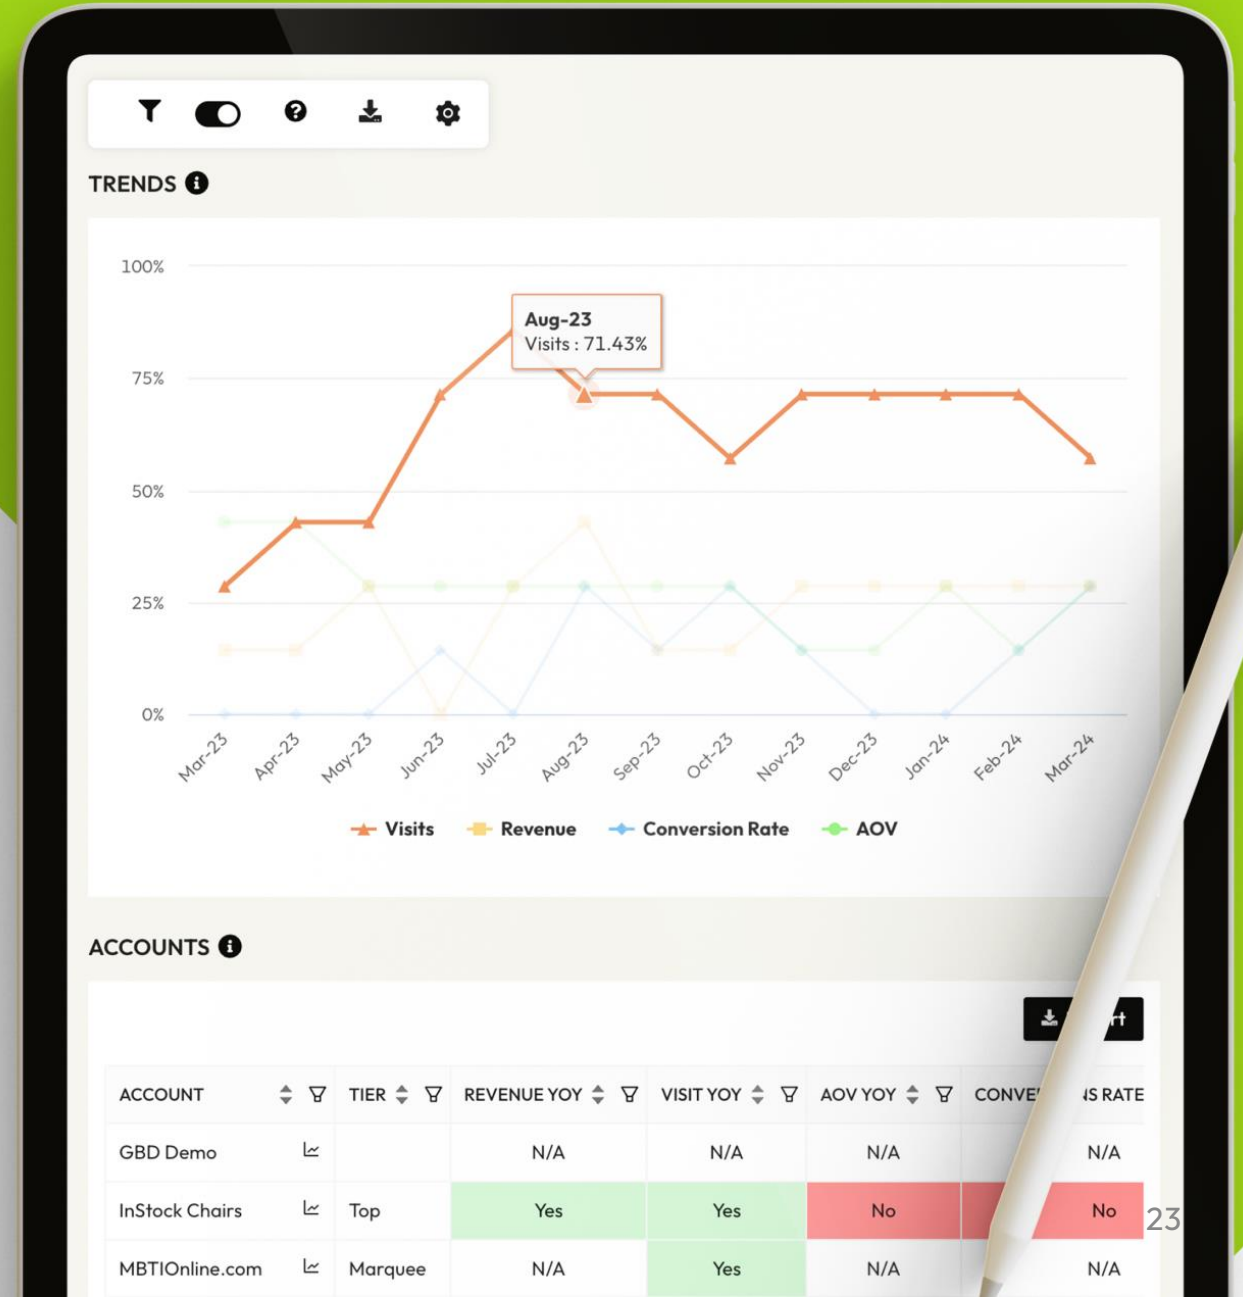 TRENDS
100%
75%
50%
25%
0%
Aug-23
Visits : 71.43%
Mar-23 Apr-23 May-23 Jun-23 Jul-23 Aug-23 Sep-23 Oct-23 Nov-23 Dec-23 Jan-24 Feb-24 Mar-24
Visits Revenue Conversion Rate AOV
ACCOUNTS
ACCOUNT TIER REVENUE YOY VISIT YOY AOV YOY RATE
GBD Demo N/A N/A N/A N/A
InStock Chairs Top Yes Yes No No
23
MBTIOnline.com Marquee N/A Yes N/A N/A